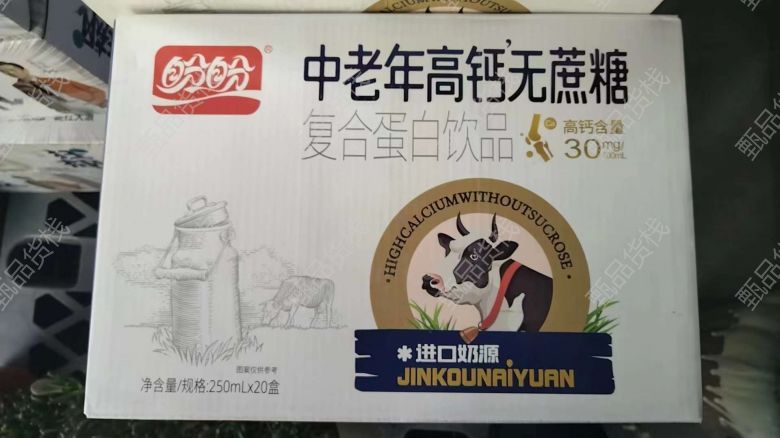 盼盼®
中老年高钙，无蔗糖
复合蛋白饮品
Ca
高钙含量
30mg/100mL
·HIGHCALCIUMWITHOUTSUCROSE·
*进口奶源
JINKOUNAIYUAN
图案仅供参考
净含量/规格:250mLx20盒
甄品货栈